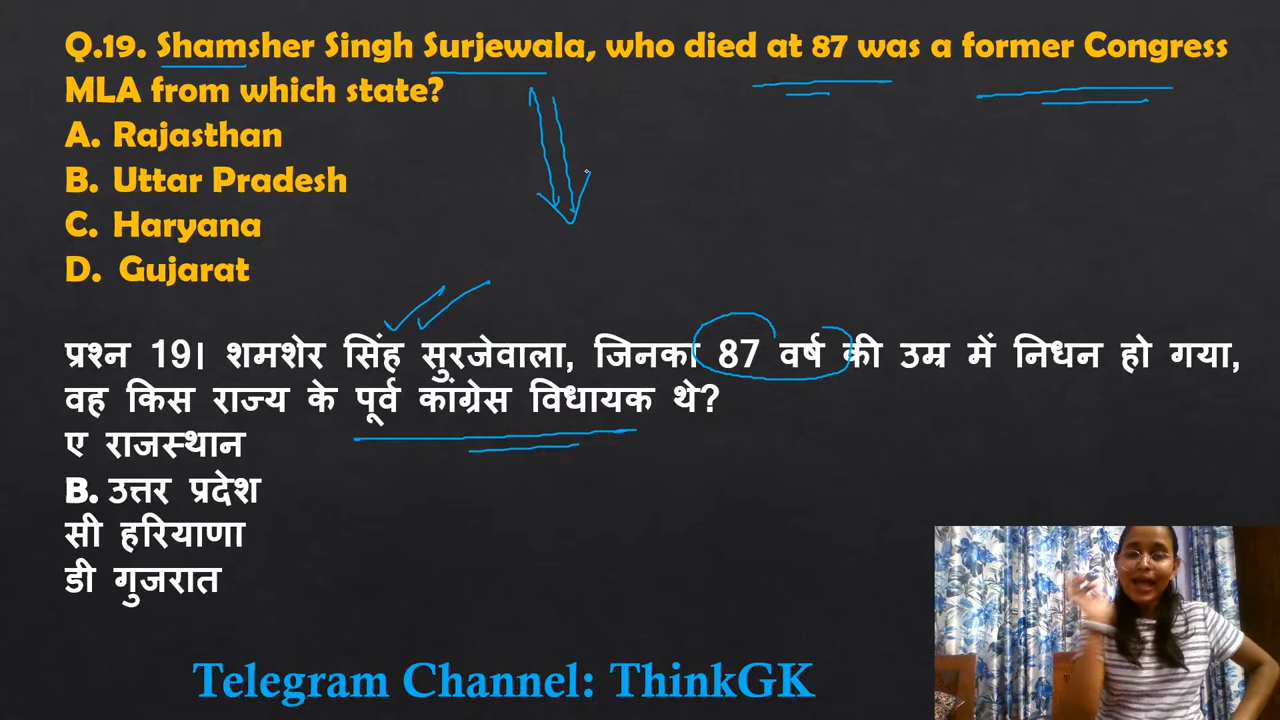 Q.19. Shamsher Singh Surjewala, who died at 87 was a former Congress
MLA from which state?
A. Rajasthan
B. Uttar Pradesh
C. Haryana
D. Gujarat
प्रश्न 19। शमशेर सिंह सुरजेवाला, जिनका 87 वर्ष की उम्र में निधन हो गया,
वह किस राज्य के पूर्व कांग्रेस विधायक थे?
ए राजस्थान
B. उत्तर प्रदेश
सी हरियाणा
डी गुजरात
Telegram Channel: ThinkGK